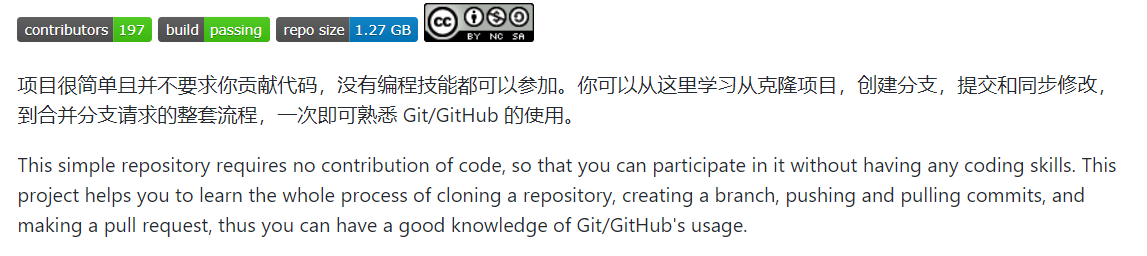 contributors 197 build passing repo size 1.27 GB cc BY NC SA
项目很简单且并不要求你贡献代码，没有编程技能都可以参加。你可以从这里学习从克隆项目，创建分支，提交和同步修改，
到合并分支请求的整套流程，一次即可熟悉 Git/GitHub 的使用。
This simple repository requires no contribution of code, so that you can participate in it without having any coding skills. This
project helps you to learn the whole process of cloning a repository, creating a branch, pushing and pulling commits, and
making a pull request, thus you can have a good knowledge of Git/GitHub's usage.